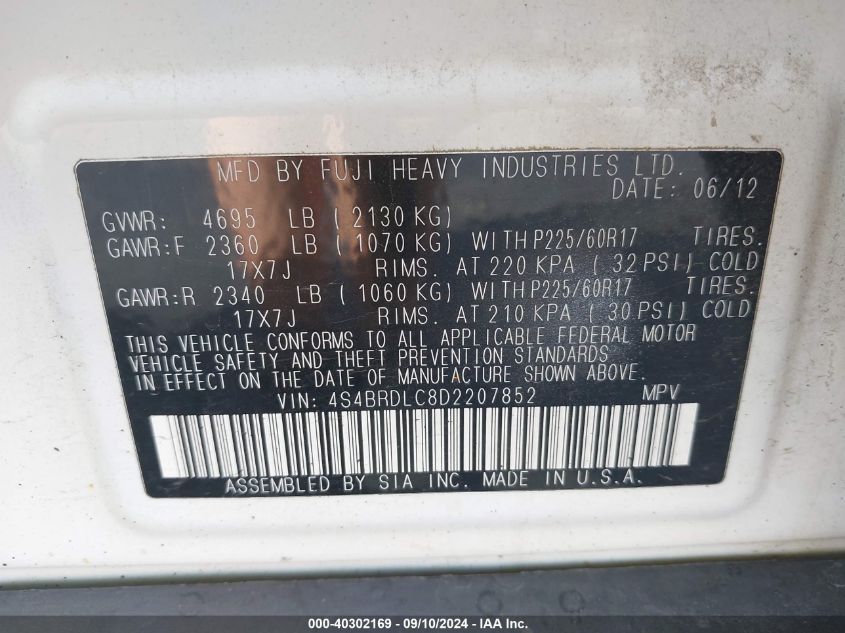 MFD BY FUJI HEAVY INDUSTRIES LTD.
DATE: 06/12
GVWR: 4695 LB ( 2130 KG)
GAWR:F 2360 LB ( 1070 KG) WITH P225/60R17 TIRES.
17X7J RIMS. AT 220 KPA ( 32 PSI) COLD
GAWR:R 2340 LB ( 1060 KG) WITH P225/60R17 TIRES.
17X7J RIMS. AT 210 KPA ( 30 PSI) COLD
THIS VEHICLE CONFORMS TO ALL APPLICABLE FEDERAL MOTOR
VEHICLE SAFETY AND THEFT PREVENTION STANDARDS
IN EFFECT ON THE DATE OF MANUFACTURE SHOWN ABOVE.
VIN: 4S4BRDLC8D2207852 MPV
ASSEMBLED BY SIA INC. MADE IN U.S.A.
000-40302169 - 09/10/2024 - IAA Inc.